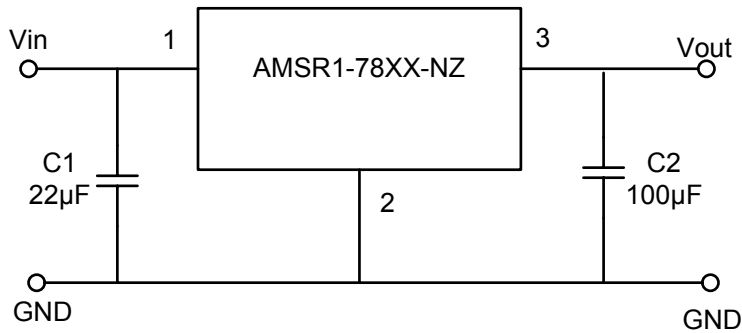 Vin
1
AMSR1-78XX-NZ
3
Vout
C1
22µF
2
C2
100µF
GND
GND